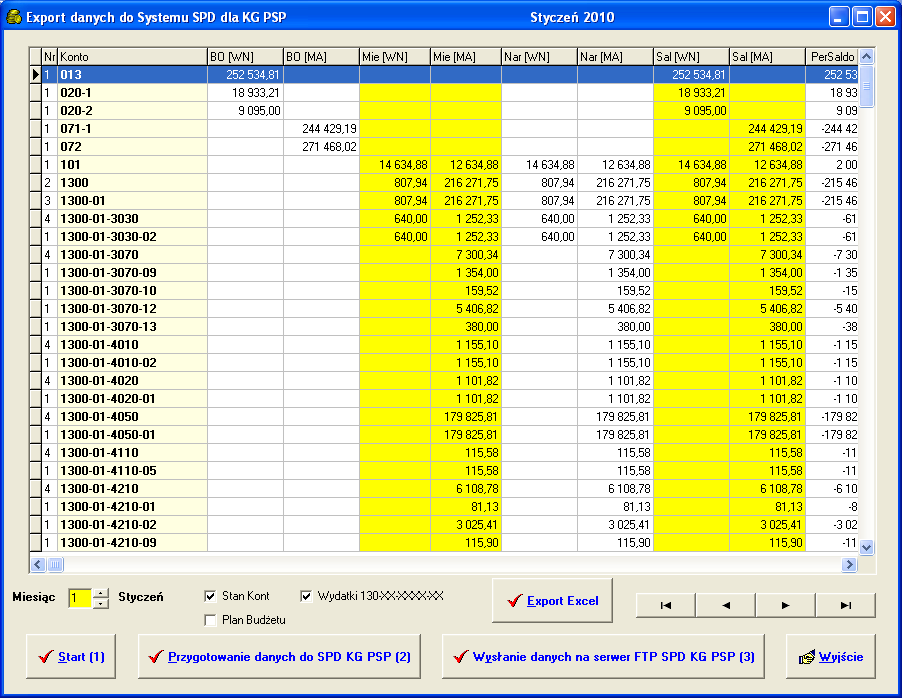 Export danych do Systemu SPD dla KG PSP Styczeń 2010
Nr Konto BO [WN] BO [MA] Mie [WN] Mie [MA] Nar [WN] Nar [MA] Sal [WN] Sal [MA] PerSaldo
1 013 252 534,81 252 534,81 252 53
1 020-1 18 933,21 18 933,21 18 93
1 020-2 9 095,00 9 095,00 9 09
1 071-1 244 429,19 244 429,19 -244 42
1 072 271 468,02 271 468,02 -271 46
1 101 14 634,88 12 634,88 14 634,88 12 634,88 14 634,88 12 634,88 2 00
2 1300 807,94 216 271,75 807,94 216 271,75 807,94 216 271,75 -215 46
3 1300-01 807,94 216 271,75 807,94 216 271,75 807,94 216 271,75 -215 46
4 1300-01-3030 640,00 1 252,33 640,00 1 252,33 640,00 1 252,33 -61
1 1300-01-3030-02 640,00 1 252,33 640,00 1 252,33 640,00 1 252,33 -61
4 1300-01-3070 7 300,34 7 300,34 7 300,34 -7 30
1 1300-01-3070-09 1 354,00 1 354,00 1 354,00 -1 35
1 1300-01-3070-10 159,52 159,52 159,52 -15
1 1300-01-3070-12 5 406,82 5 406,82 5 406,82 -5 40
1 1300-01-3070-13 380,00 380,00 380,00 -38
4 1300-01-4010 1 155,10 1 155,10 1 155,10 -1 15
1 1300-01-4010-02 1 155,10 1 155,10 1 155,10 -1 15
4 1300-01-4020 1 101,82 1 101,82 1 101,82 -1 10
1 1300-01-4020-01 1 101,82 1 101,82 1 101,82 -1 10
4 1300-01-4050 179 825,81 179 825,81 179 825,81 -179 82
1 1300-01-4050-01 179 825,81 179 825,81 179 825,81 -179 82
4 1300-01-4110 115,58 115,58 115,58 -11
1 1300-01-4110-05 115,58 115,58 115,58 -11
4 1300-01-4210 6 108,78 6 108,78 6 108,78 -6 10
1 1300-01-4210-01 81,13 81,13 81,13 -8
1 1300-01-4210-02 3 025,41 3 025,41 3 025,41 -3 02
1 1300-01-4210-09 115,90 115,90 115,90 -11
Miesiąc 1 Styczeń
Stan Kont
Wydatki 130-XX-XXXX-XX
Plan Budżetu
Export Excel
Start (1)
Przygotowanie danych do SPD KG PSP (2)
Wysłanie danych na serwer FTP SPD KG PSP (3)
Wyjście